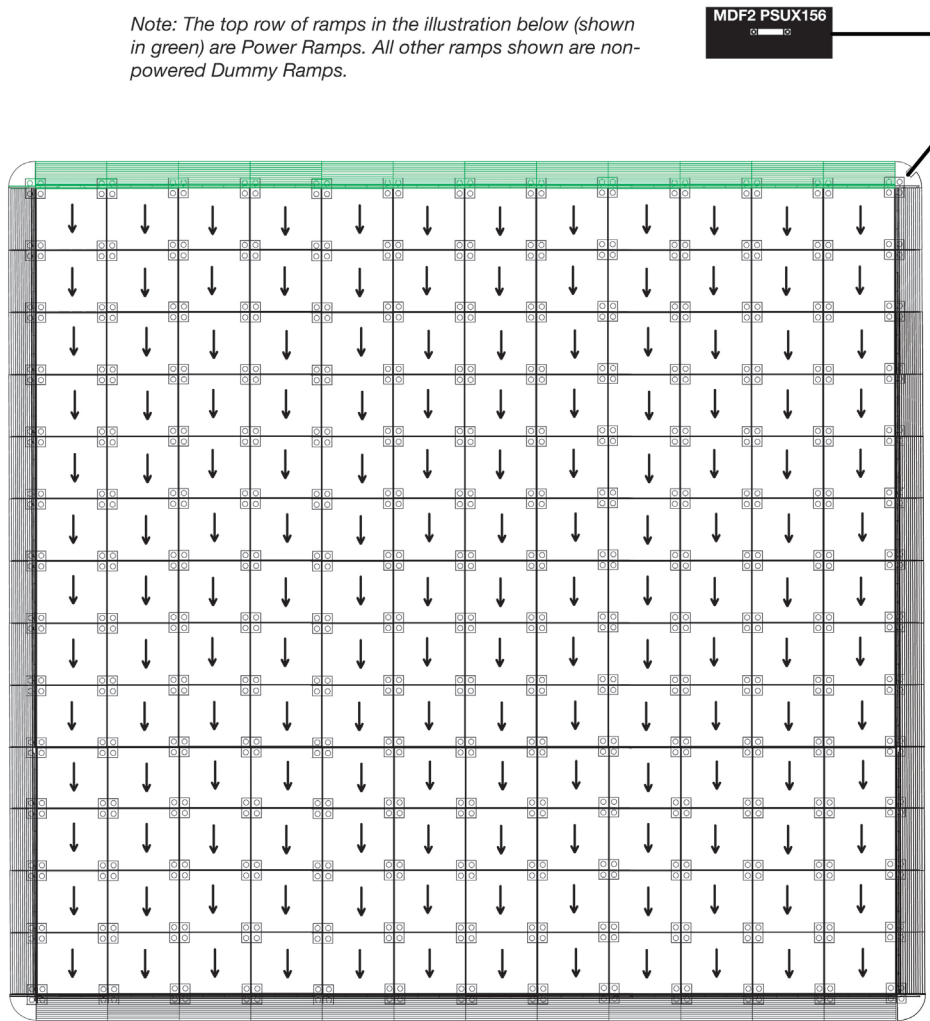 Note: The top row of ramps in the illustration below (shown
in green) are Power Ramps. All other ramps shown are non-
powered Dummy Ramps.
MDF2 PSUX156